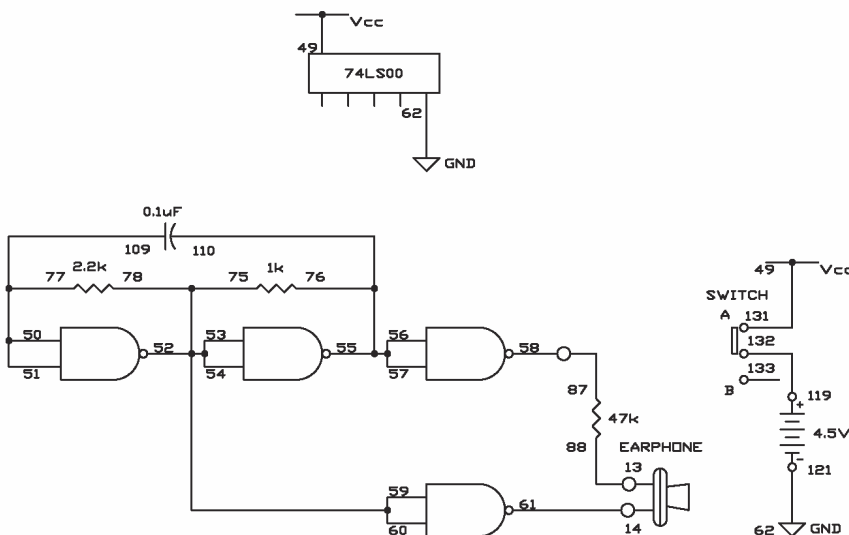 Vcc
49
74LS00
62
GND
0.1uF
109 110
2.2k 1k
77 78 75 76
49 Vcc
SWITCH
A 131
50 52 53 55 56 58
132
51 54 57
133
B
87
119
+
47k
4.5V
88 EARPHONE
-
13
121
59
61
60
14
62 GND